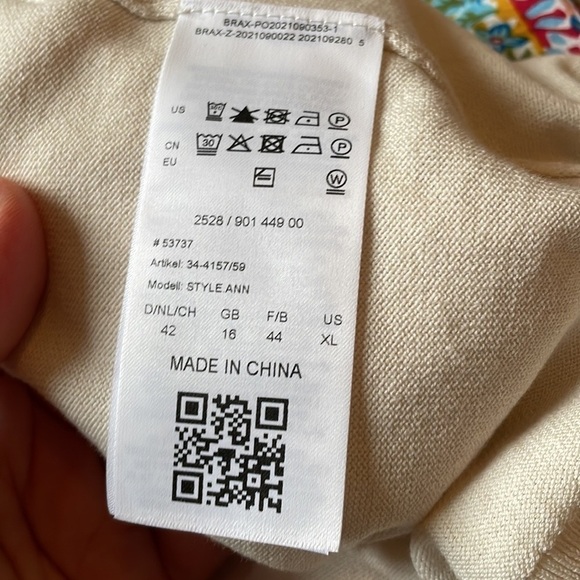 BRAX-PO2021090353-1
BRAX-Z-2021090022 202109280 5
US
30
P
CN
EU
P
W
2528 / 901 449 00
# 53737
Artikel: 34-4157/59
Modell: STYLE.ANN
D/NL/CH GB F/B US
42 16 44 XL
MADE IN CHINA